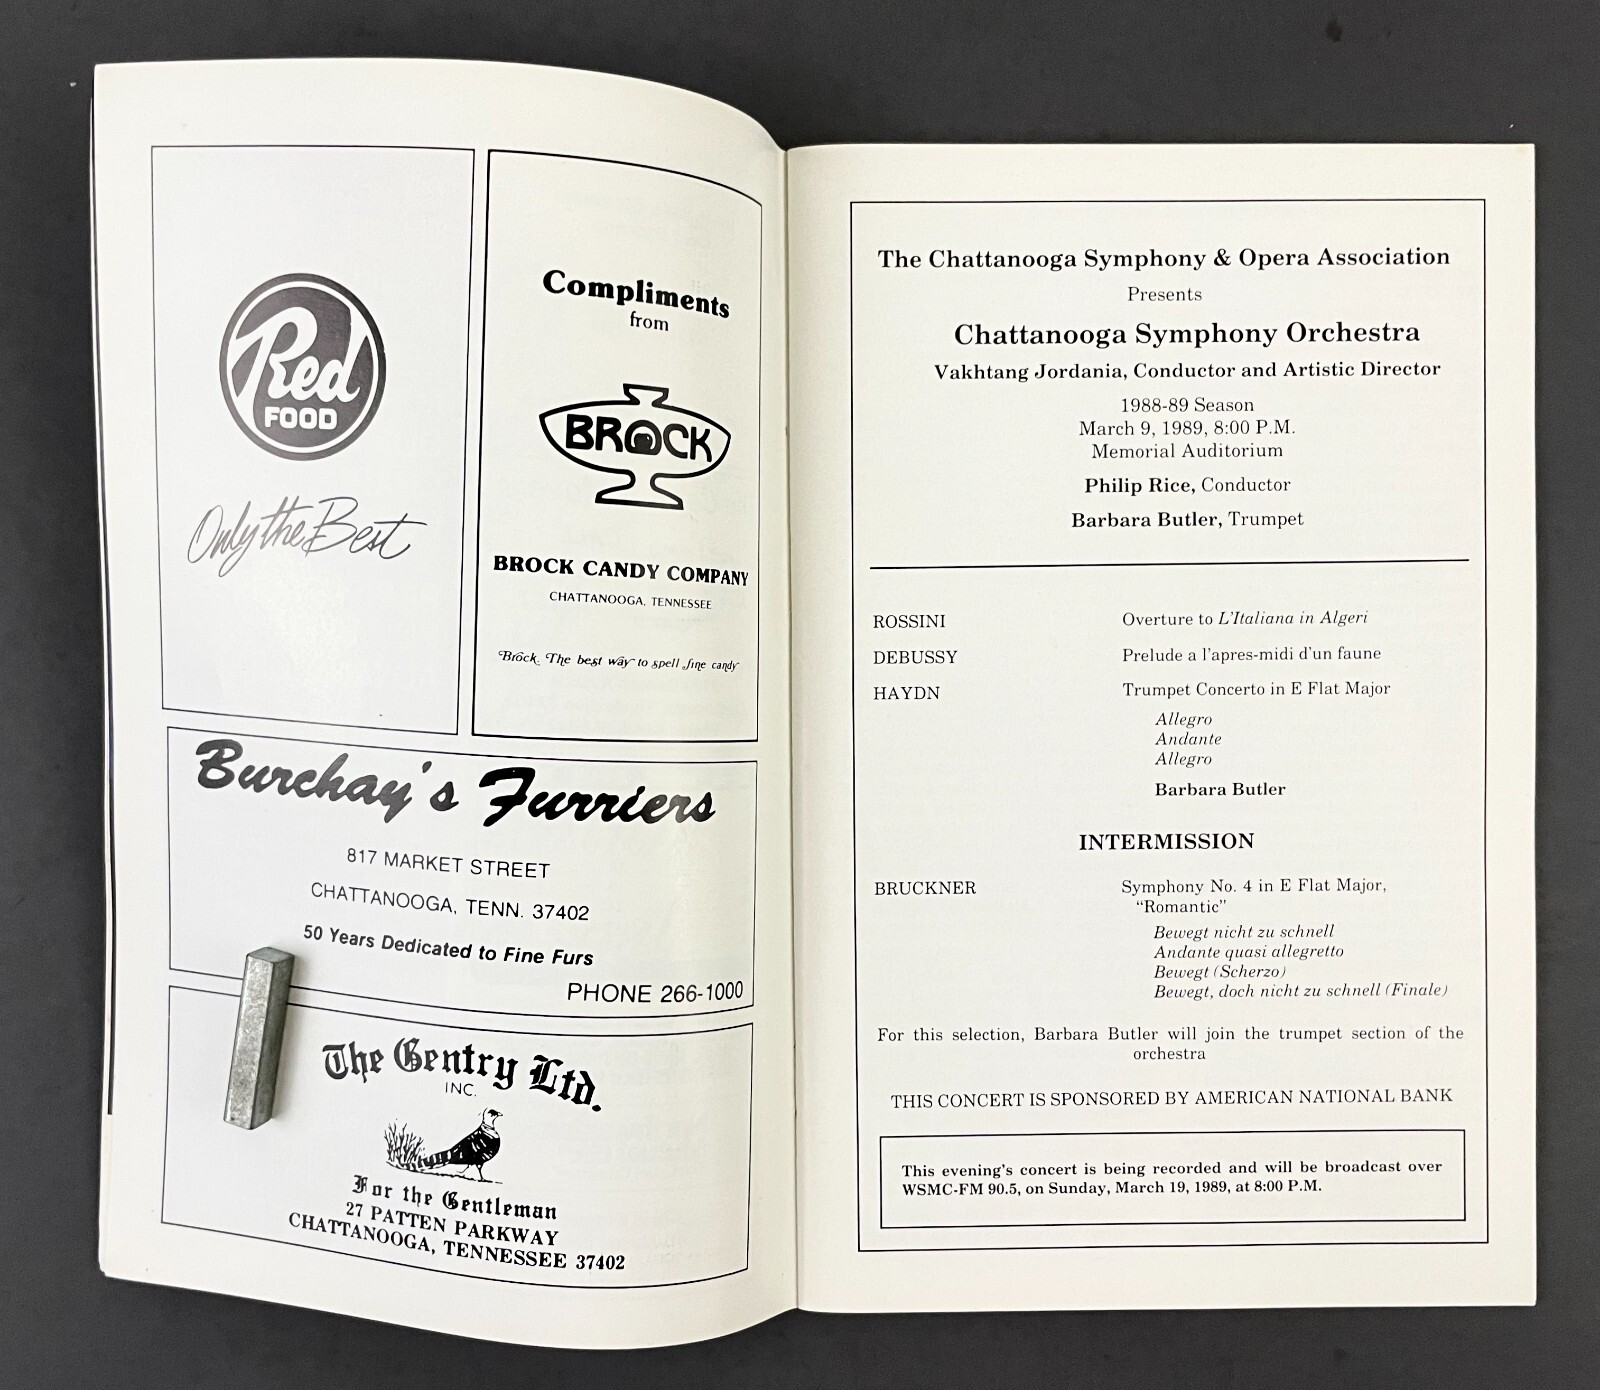 Red
FOOD
Only the Best
Compliments
from
BROCK
BROCK CANDY COMPANY
CHATTANOOGA, TENNESSEE
Brock. The best way to spell fine candy
Burchay's Furriers
817 MARKET STREET
CHATTANOOGA, TENN. 37402
50 Years Dedicated to Fine Furs
PHONE 266-1000
The Gentry Ltd.
INC.
For the Gentleman
27 PATTEN PARKWAY
CHATTANOOGA, TENNESSEE 37402
The Chattanooga Symphony & Opera Association
Presents
Chattanooga Symphony Orchestra
Vakhtang Jordania, Conductor and Artistic Director
1988-89 Season
March 9, 1989, 8:00 P.M.
Memorial Auditorium
Philip Rice, Conductor
Barbara Butler, Trumpet
ROSSINI Overture to L'Italiana in Algeri
DEBUSSY Prelude a l'apres-midi d'un faune
HAYDN Trumpet Concerto in E Flat Major
Allegro
Andante
Allegro
Barbara Butler
INTERMISSION
BRUCKNER Symphony No. 4 in E Flat Major,
"Romantic"
Bewegt nicht zu schnell
Andante quasi allegretto
Bewegt (Scherzo)
Bewegt, doch nicht zu schnell (Finale)
For this selection, Barbara Butler will join the trumpet section of the
orchestra
THIS CONCERT IS SPONSORED BY AMERICAN NATIONAL BANK
This evening's concert is being recorded and will be broadcast over
WSMC-FM 90.5, on Sunday, March 19, 1989, at 8:00 P.M.